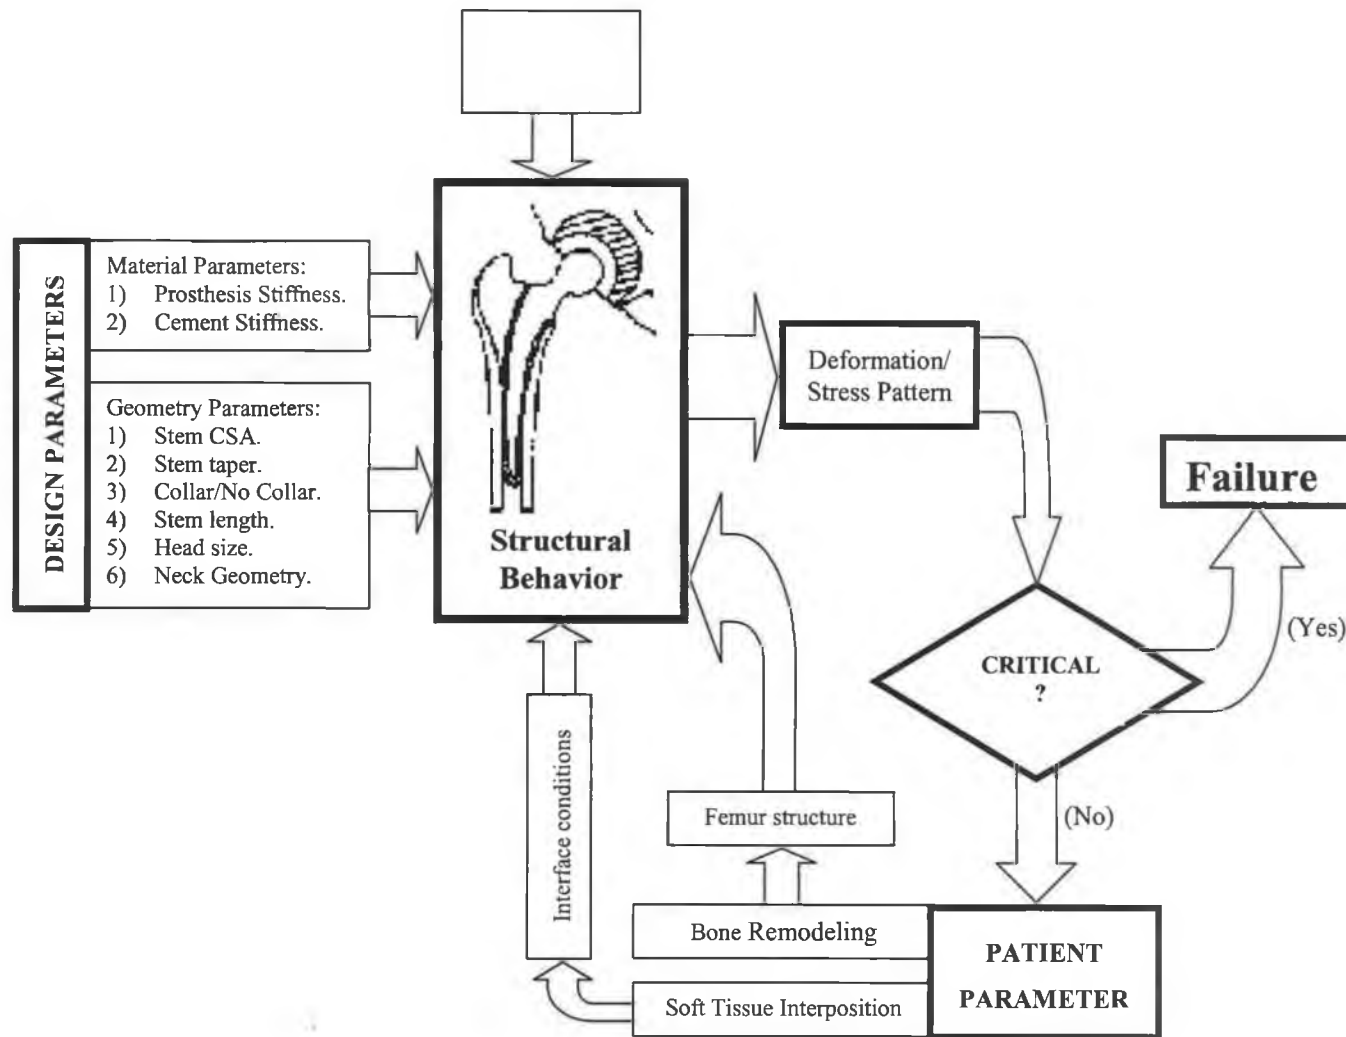 DESIGN PARAMETERS
Material Parameters:
1) Prosthesis Stiffness.
2) Cement Stiffness.
Geometry Parameters:
1) Stem CSA.
2) Stem taper.
3) Collar/No Collar.
4) Stem length.
5) Head size.
6) Neck Geometry.
Structural
Behavior
Deformation/
Stress Pattern
Failure
(Yes)
CRITICAL
?
(No)
Interface conditions
Femur structure
Bone Remodeling
Soft Tissue Interposition
PATIENT
PARAMETER